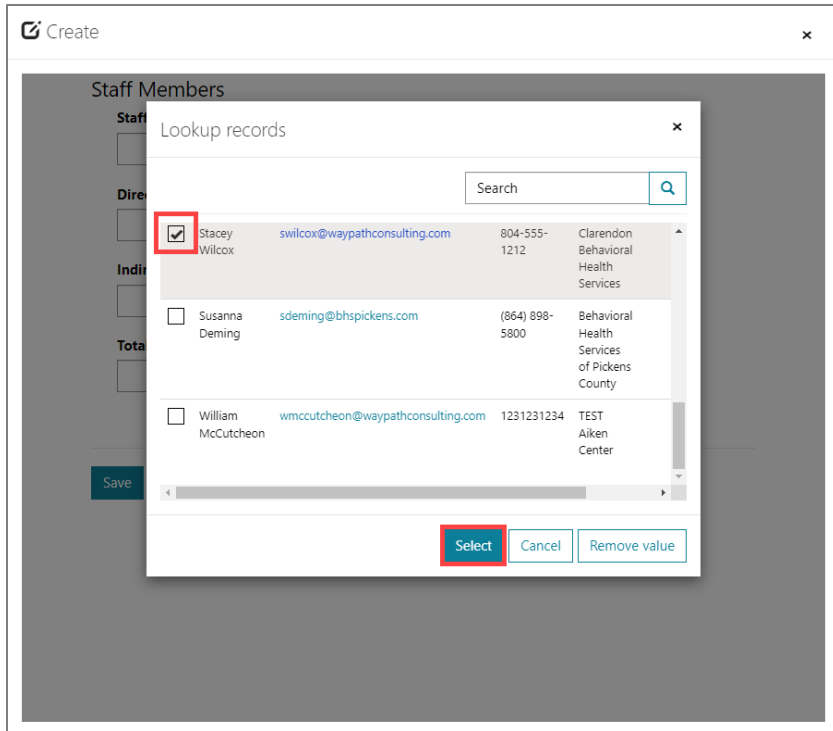 Create
×
Staff Members
Staff
Lookup records
×
Search
Dire
Stacey
Wilcox
swilcox@waypathconsulting.com
804-555-
1212
Clarendon
Behavioral
Health
Services
Indir
Susanna
Deming
sdeming@bhspickens.com
(864) 898-
5800
Behavioral
Health
Services
of Pickens
County
Tota
William
McCutcheon
wmccutcheon@waypathconsulting.com
1231231234
TEST
Aiken
Center
Save
Select
Cancel
Remove value